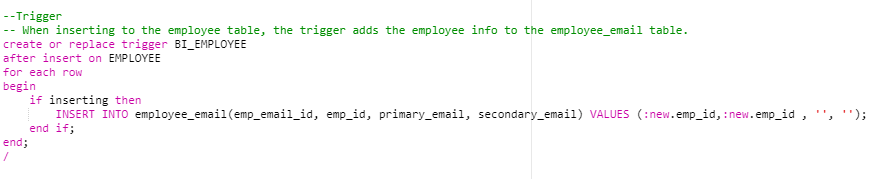 --Trigger
-- When inserting to the employee table, the trigger adds the employee info to the employee_email table.
create or replace trigger BI_EMPLOYEE
after insert on EMPLOYEE
for each row
begin
    if inserting then
        INSERT INTO employee_email(emp_email_id, emp_id, primary_email, secondary_email) VALUES (:new.emp_id,:new.emp_id , '', '');
    end if;
end;
/